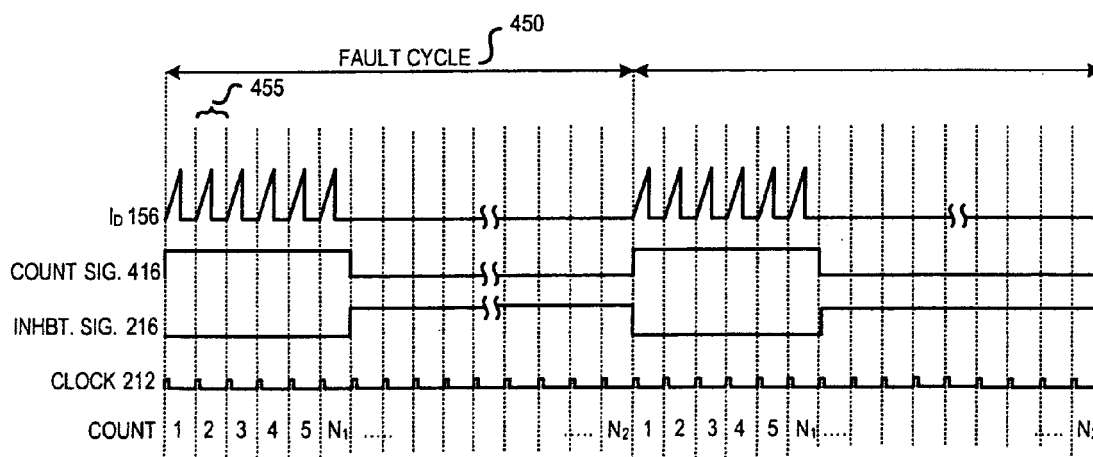 450
FAULT CYCLE
455
I_D 156
COUNT SIG. 416
INHBT. SIG. 216
CLOCK 212
COUNT 1 2 3 4 5 N₁ ..... ..... N₂ 1 2 3 4 5 N₁ ..... ..... N₂